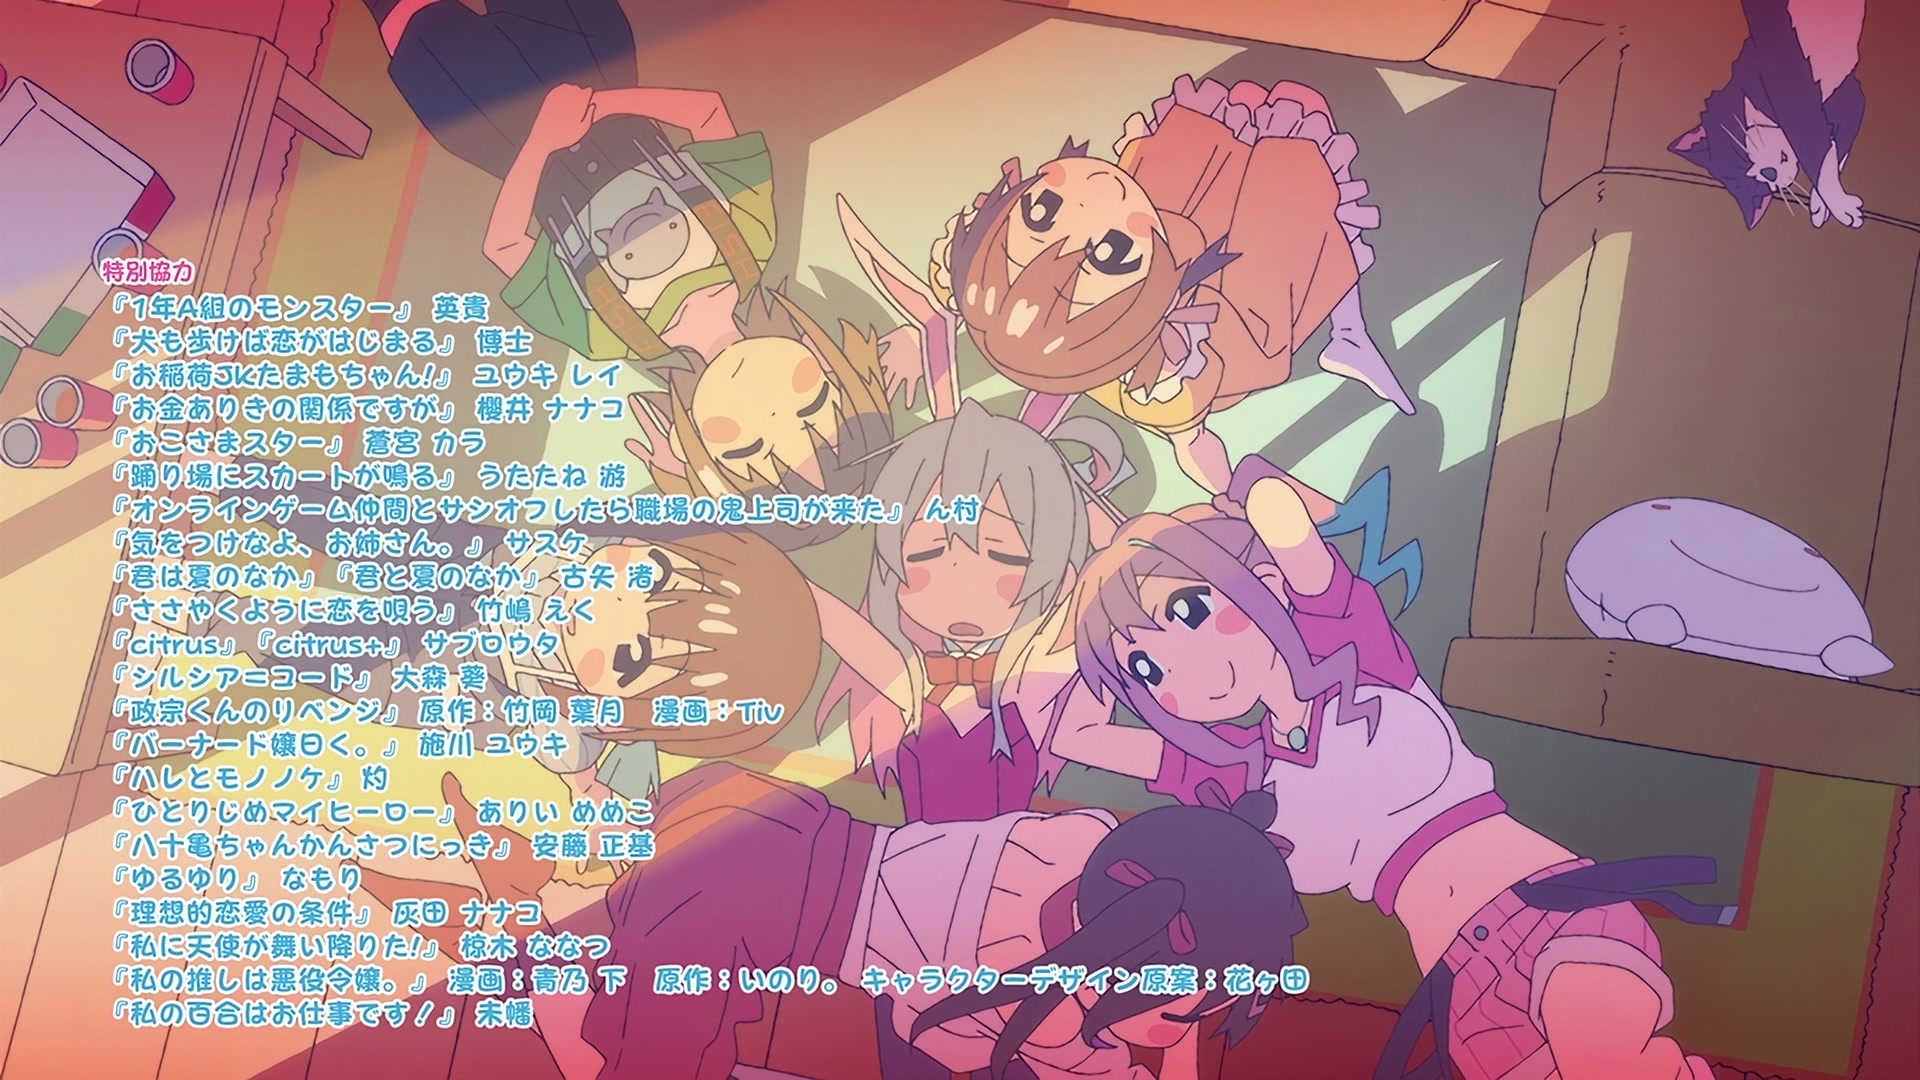 特別協力
『1年A組のモンスター』 英貴
『犬も歩けば恋がはじまる』 博士
『お稲荷JKたまもちゃん!』 ユウキ レイ
『お金ありきの関係ですが』 櫻井 ナナコ
『おこさまスター』 蒼宮 カラ
『踊り場にスカートが鳴る』 うたたね 游
『オンラインゲーム仲間とサシオフしたら職場の鬼上司が来た』 ん村
『気をつけなよ、お姉さん。』 サスケ
『君は夏のなか』『君と夏のなか』 古矢 渚
『ささやくように恋を唄う』 竹嶋 えく
『citrus』『citrus+』 サブロウタ
『シルシア=コード』 大森 葵
『政宗くんのリベンジ』 原作：竹岡 葉月　漫画：Tiv
『バーナード嬢曰く。』 施川 ユウキ
『ハレとモノノケ』 灼
『ひとりじめマイヒーロー』 ありい めめこ
『八十亀ちゃんかんさつにっき』 安藤 正基
『ゆるゆり』 なもり
『理想的恋愛の条件』 灰田 ナナコ
『私に天使が舞い降りた!』 椋木 ななつ
『私の推しは悪役令嬢。』 漫画：青乃 下　原作：いのり。　キャラクターデザイン原案：花ヶ田
『私の百合はお仕事です！』 未幡